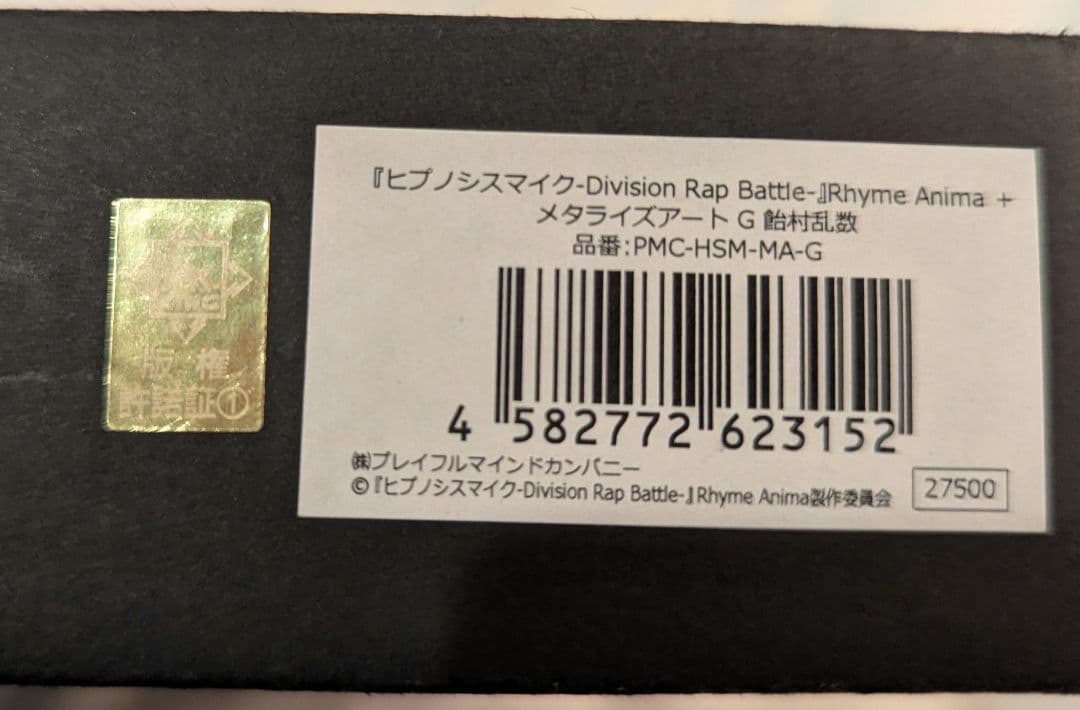 『ヒプノシスマイク-Division Rap Battle-』Rhyme Anima +
メタライズアート G 飴村乱数
品番:PMC-HSM-MA-G
4 582772 623152
㈱プレイフルマインドカンパニー
©『ヒプノシスマイク-Division Rap Battle-』Rhyme Anima製作委員会
27500
版権
許諾証①